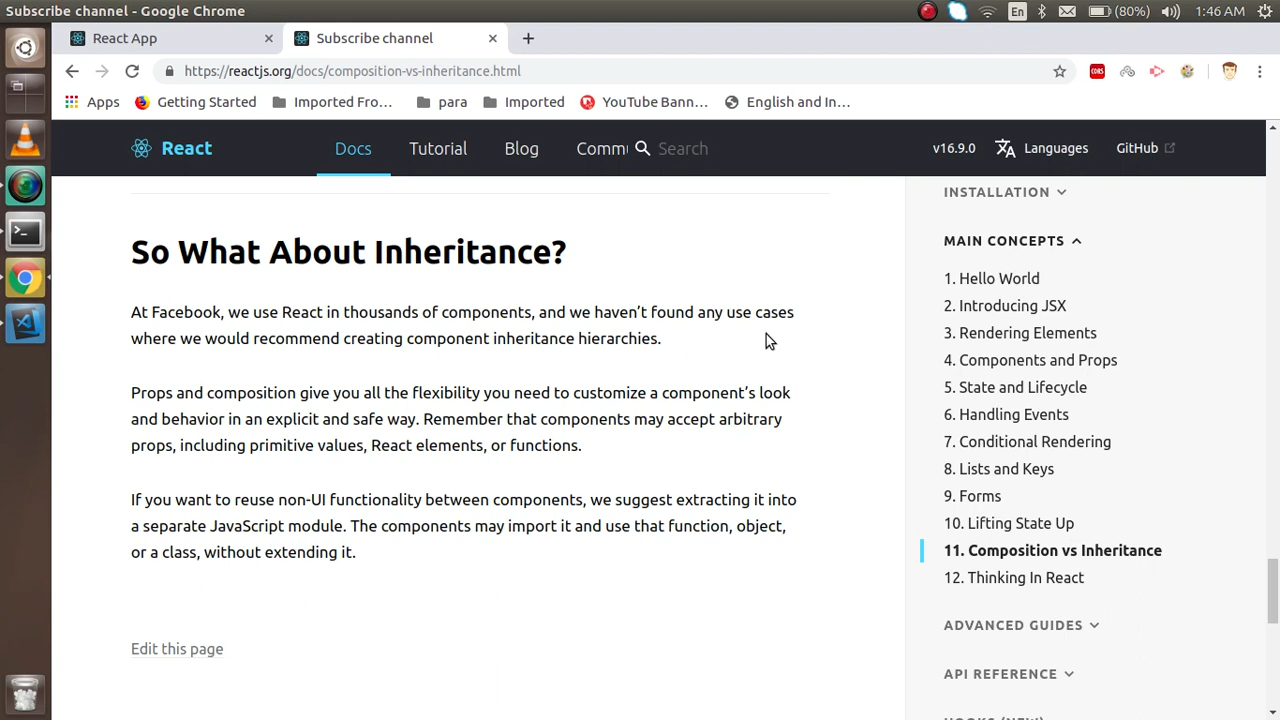 Subscribe channel - Google Chrome
En
(80%)
1:46 AM
React App
Subscribe channel
https://reactjs.org/docs/composition-vs-inheritance.html
CORS
Apps
Getting Started
Imported Fro...
para
Imported
YouTube Bann...
English and In...
React
Docs
Tutorial
Blog
Commu
Search
v16.9.0
Languages
GitHub
So What About Inheritance?
At Facebook, we use React in thousands of components, and we haven’t found any use cases
where we would recommend creating component inheritance hierarchies.
Props and composition give you all the flexibility you need to customize a component’s look
and behavior in an explicit and safe way. Remember that components may accept arbitrary
props, including primitive values, React elements, or functions.
If you want to reuse non-UI functionality between components, we suggest extracting it into
a separate JavaScript module. The components may import it and use that function, object,
or a class, without extending it.
Edit this page
INSTALLATION
MAIN CONCEPTS
1. Hello World
2. Introducing JSX
3. Rendering Elements
4. Components and Props
5. State and Lifecycle
6. Handling Events
7. Conditional Rendering
8. Lists and Keys
9. Forms
10. Lifting State Up
11. Composition vs Inheritance
12. Thinking In React
ADVANCED GUIDES
API REFERENCE
HOOKS (NEW)